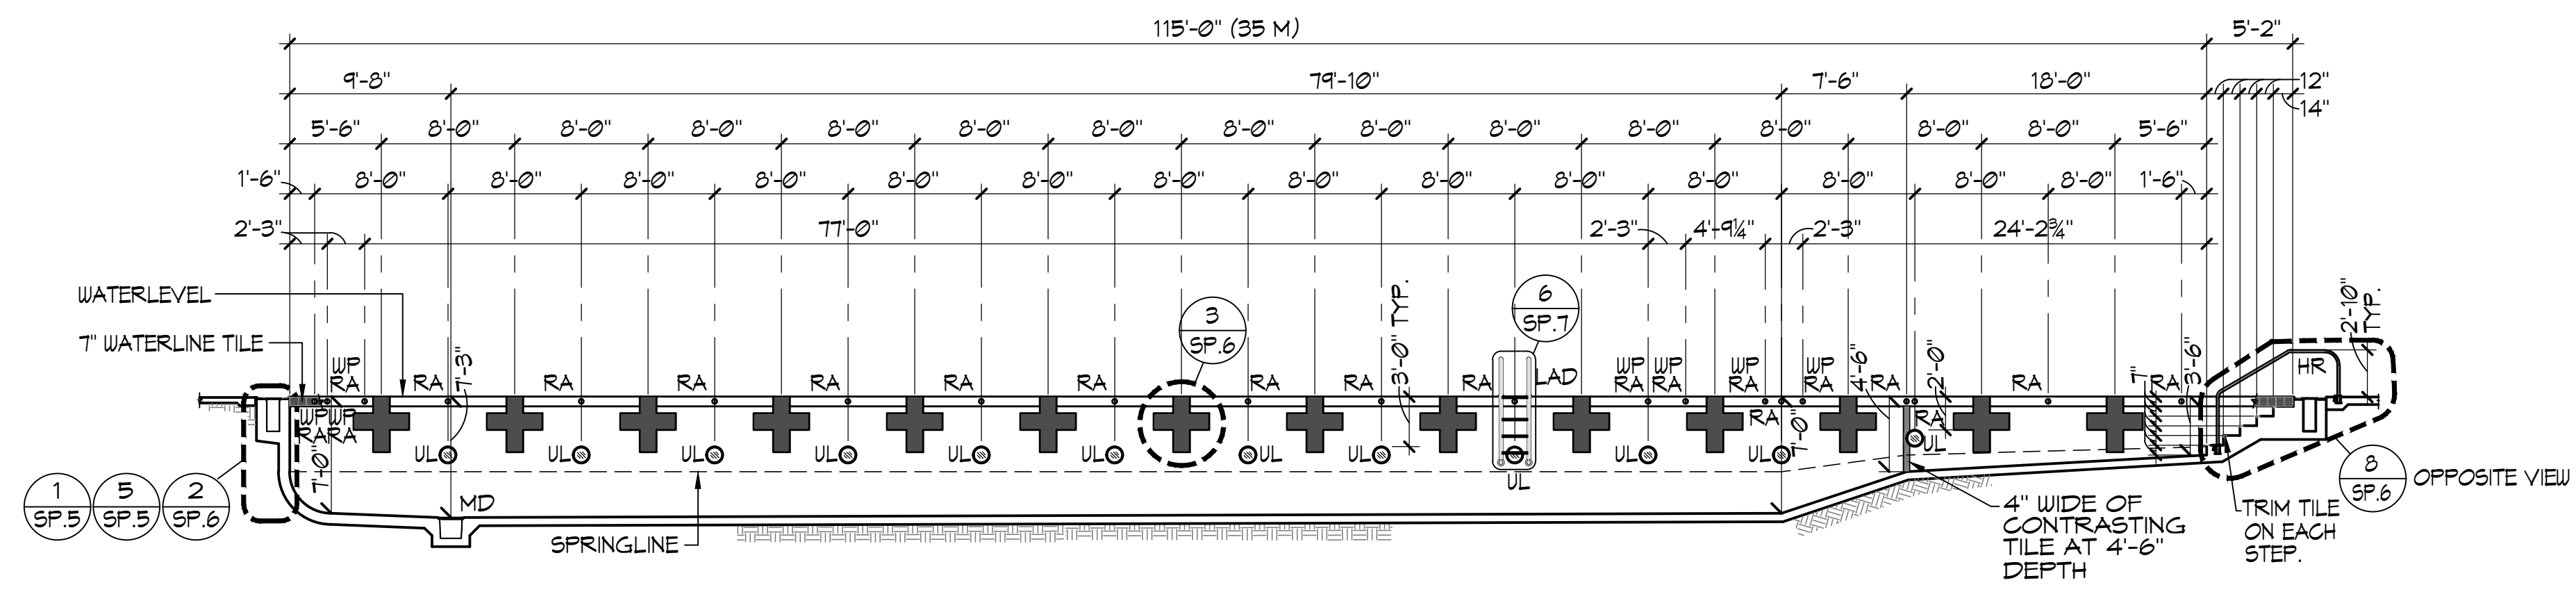 115'-0" (35 M)
5'-2"
9'-8"
79'-10"
7'-6"
18'-0"
12"
14"
5'-6"
8'-0"
8'-0"
8'-0"
8'-0"
8'-0"
8'-0"
8'-0"
8'-0"
8'-0"
8'-0"
8'-0"
8'-0"
8'-0"
5'-6"
1'-6"
8'-0"
8'-0"
8'-0"
8'-0"
8'-0"
8'-0"
8'-0"
8'-0"
8'-0"
8'-0"
8'-0"
8'-0"
8'-0"
8'-0"
1'-6"
2'-3"
77'-0"
2'-3"
4'-9¼"
2'-3"
24'-2¾"
WATERLEVEL
7" WATERLINE TILE
3
SP.6
6
SP.7
3'-0" TYP.
2'-10"
TYP.
WP
RA
RA
7'-3"
RA
RA
RA
RA
RA
RA
RA
RA
LAD
WP
RA
WP
RA
WP
RA
WP
RA
4'-6"
RA
2'-0"
RA
7"
RA
3'-6"
HR
WP
RA
WP
RA
RA
RA
7'-0"
7'-0"
UL
UL
UL
UL
UL
UL
UL
UL
UL
UL
UL
UL
1
SP.5
5
SP.5
2
SP.6
MD
SPRINGLINE
4" WIDE OF
CONTRASTING
TILE AT 4'-6"
DEPTH
TRIM TILE
ON EACH
STEP.
8
SP.6
OPPOSITE VIEW